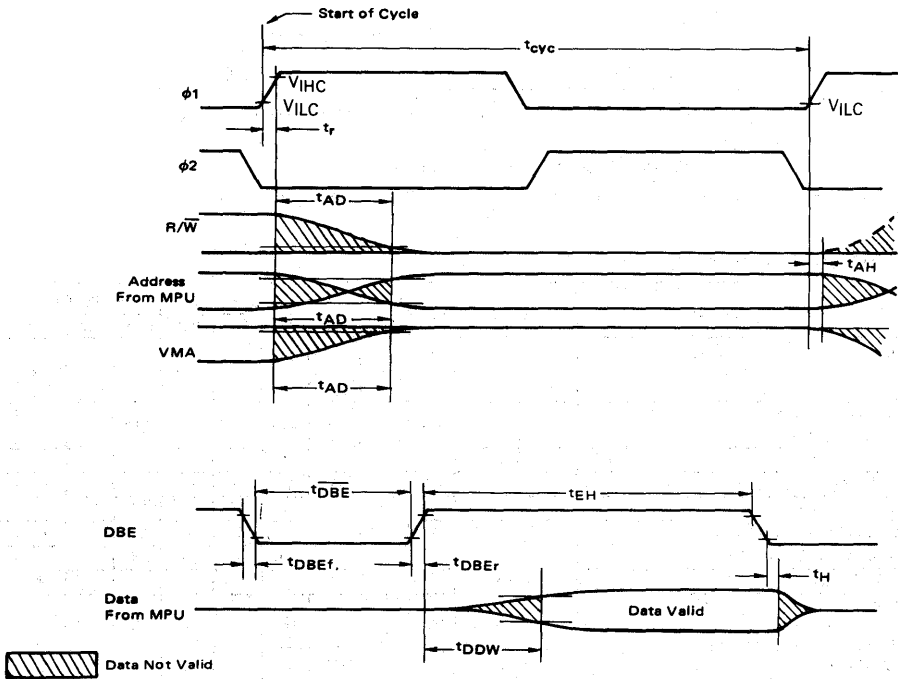 Start of Cycle
tcyc
VIHC
φ1
VILC
VILC
tr
φ2
tAD
R/W̅
tAH
Address
From MPU
tAD
VMA
tAD
tD̅B̅E̅
tEH
DBE
tDBEf.
tDBEr
tH
Data
From MPU
Data Valid
tDDW
Data Not Valid